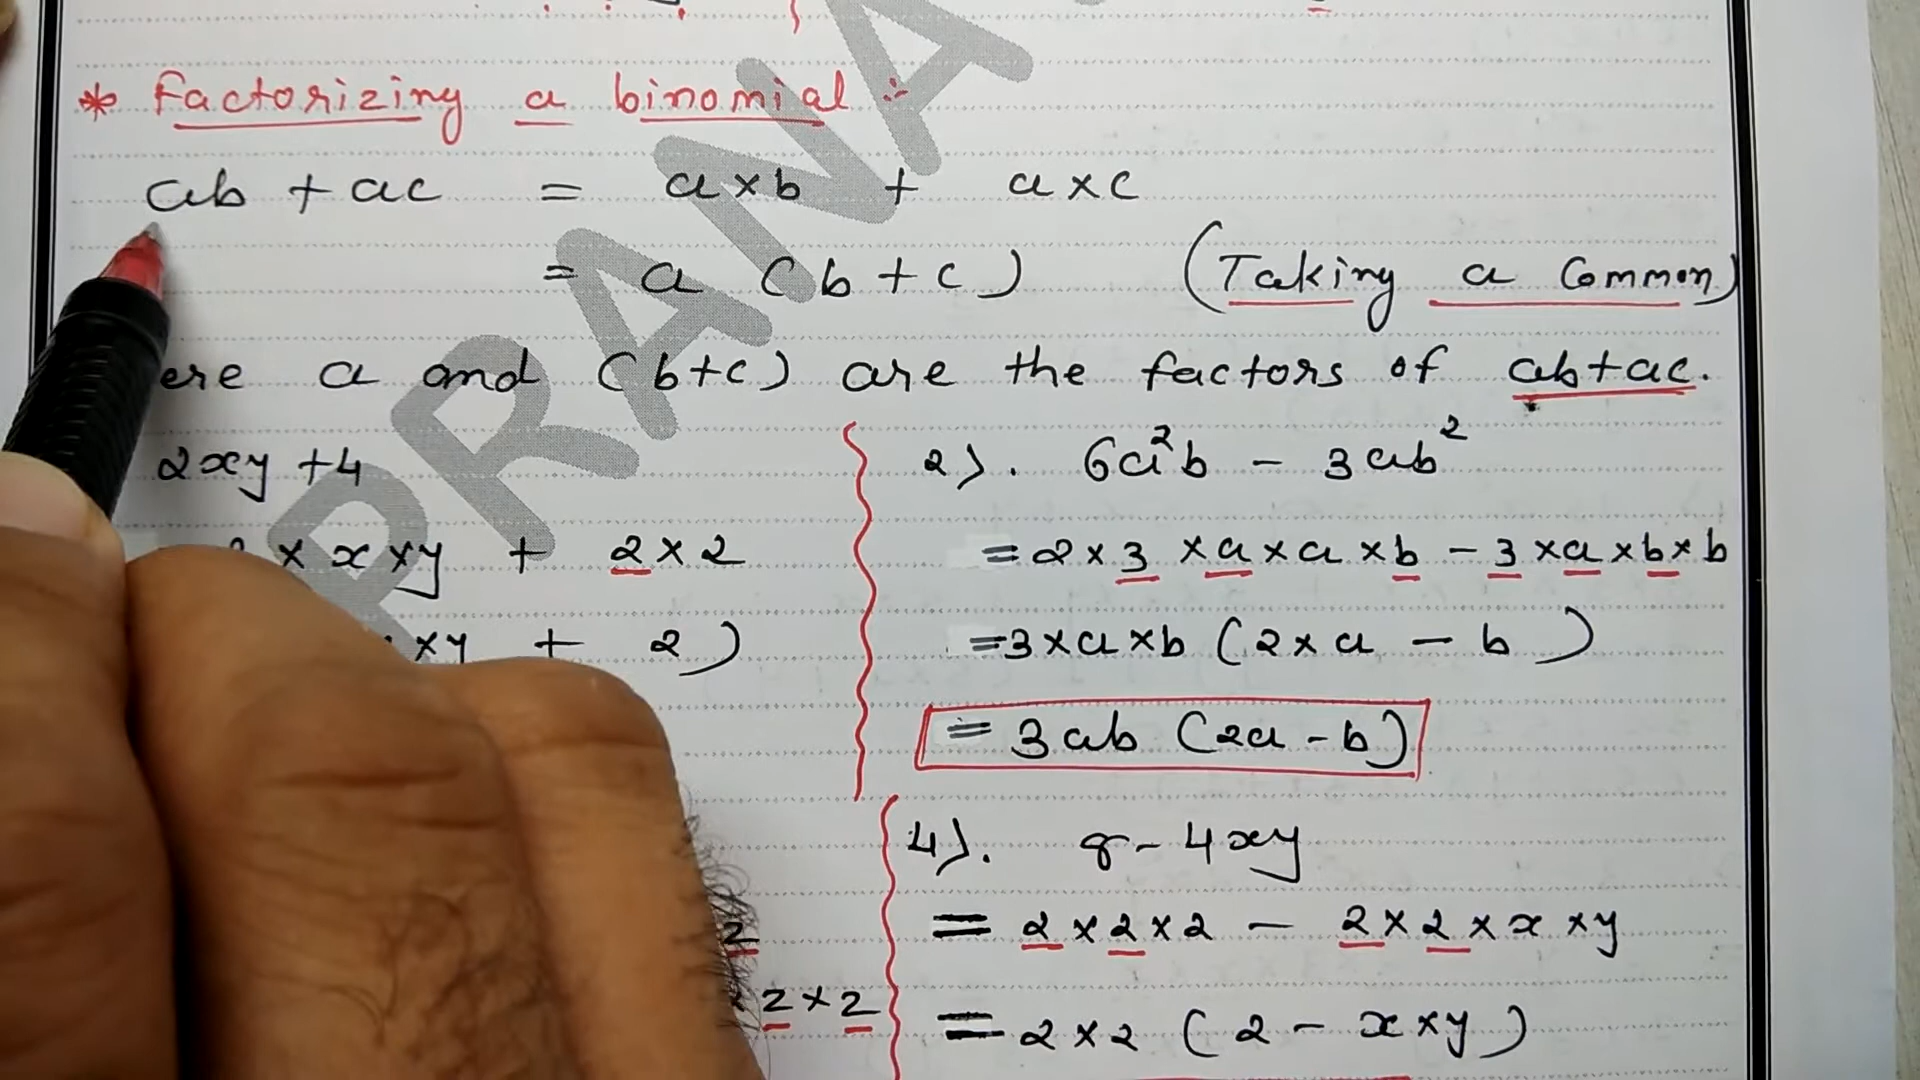 * Factorizing a binomial :-
ab + ac = a × b + a × c
= a (b + c) (Taking a Common)
ere a and (b+c) are the factors of ab+ac.
2xy + 4
× x × y + 2 × 2
× y + 2)
2). 6a²b - 3ab²
= 2 × 3 × a × a × b - 3 × a × b × b
= 3 × a × b (2 × a - b)
= 3ab (2a - b)
2
2 × 2
4). 8 - 4xy
= 2 × 2 × 2 - 2 × 2 × x × y
= 2 × 2 (2 - x × y)
PRANA